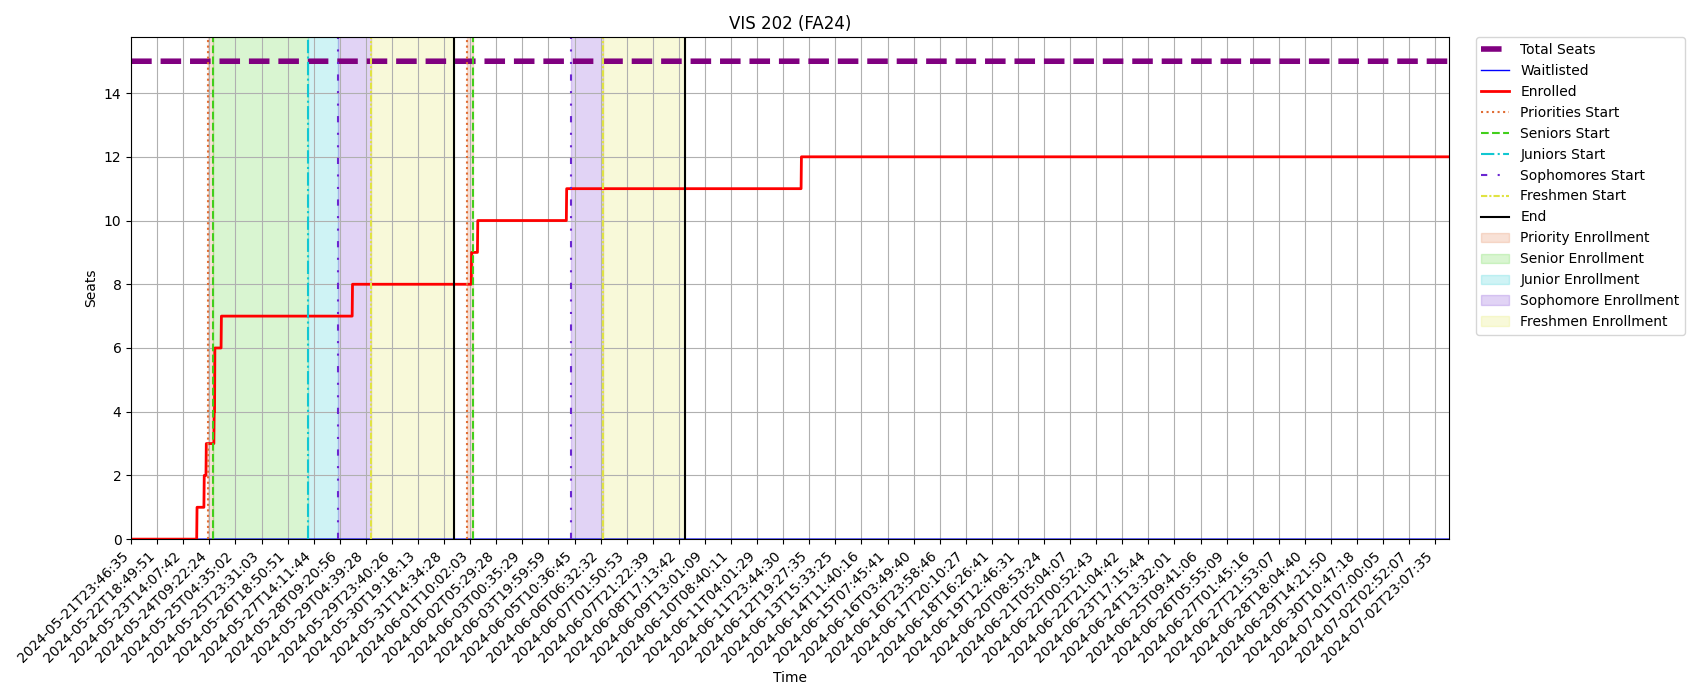 VIS 202 (FA24)
Total Seats
Waitlisted
Enrolled
Priorities Start
Seniors Start
Juniors Start
Sophomores Start
Freshmen Start
End
Priority Enrollment
Senior Enrollment
Junior Enrollment
Sophomore Enrollment
Freshmen Enrollment
Seats
14
12
10
8
6
4
2
0
2024-05-21T23:46:35
2024-05-22T18:49:51
2024-05-23T14:07:42
2024-05-24T09:22:24
2024-05-25T04:35:02
2024-05-25T23:31:03
2024-05-26T18:50:51
2024-05-27T14:11:44
2024-05-28T09:20:56
2024-05-29T04:39:28
2024-05-29T23:40:26
2024-05-30T19:18:13
2024-05-31T14:34:28
2024-06-01T10:02:03
2024-06-02T05:29:28
2024-06-03T00:35:29
2024-06-03T19:59:59
2024-06-05T10:36:45
2024-06-06T06:32:32
2024-06-07T01:50:53
2024-06-07T21:22:39
2024-06-08T17:13:42
2024-06-09T13:01:09
2024-06-10T08:40:11
2024-06-11T04:01:29
2024-06-11T23:44:30
2024-06-12T19:27:35
2024-06-13T15:33:25
2024-06-14T11:40:16
2024-06-15T07:45:41
2024-06-16T03:49:40
2024-06-16T23:58:46
2024-06-17T20:10:27
2024-06-18T16:26:41
2024-06-19T12:46:31
2024-06-20T08:53:24
2024-06-21T05:04:07
2024-06-22T00:52:43
2024-06-22T21:04:42
2024-06-23T17:15:44
2024-06-24T13:32:01
2024-06-25T09:41:06
2024-06-26T05:55:09
2024-06-27T01:45:16
2024-06-27T21:53:07
2024-06-28T18:04:40
2024-06-29T14:21:50
2024-06-30T10:47:18
2024-07-01T07:00:05
2024-07-02T02:52:07
2024-07-02T23:07:35
Time